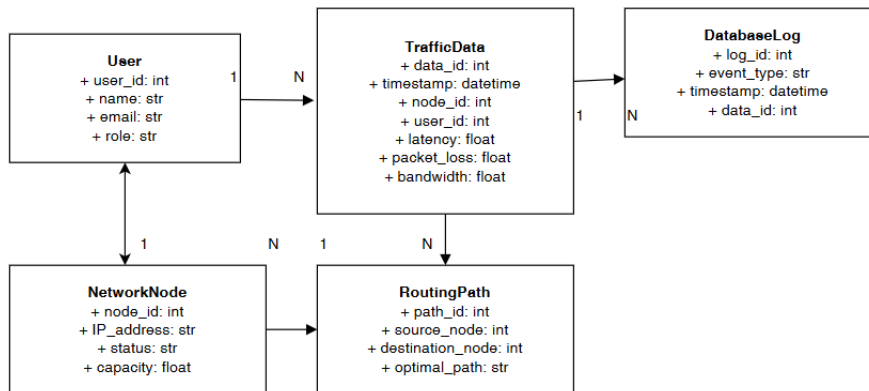 User
+ user_id: int
+ name: str
+ email: str
+ role: str
1
N
TrafficData
+ data_id: int
+ timestamp: datetime
+ node_id: int
+ user_id: int
+ latency: float
+ packet_loss: float
+ bandwidth: float
1
N
DatabaseLog
+ log_id: int
+ event_type: str
+ timestamp: datetime
+ data_id: int
1
N
1
N
NetworkNode
+ node_id: int
+ IP_address: str
+ status: str
+ capacity: float
RoutingPath
+ path_id: int
+ source_node: int
+ destination_node: int
+ optimal_path: str